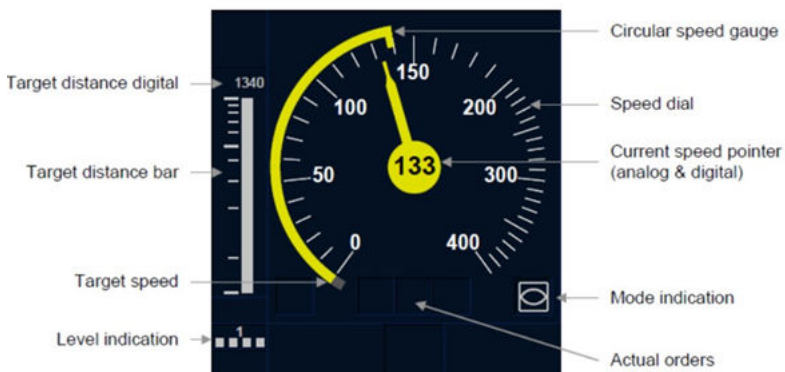 Circular speed gauge
Target distance digital
1340
150
100
200
Speed dial
Current speed pointer
(analog & digital)
133
Target distance bar
50
300
0
400
Target speed
Mode indication
Level indication
1
Actual orders